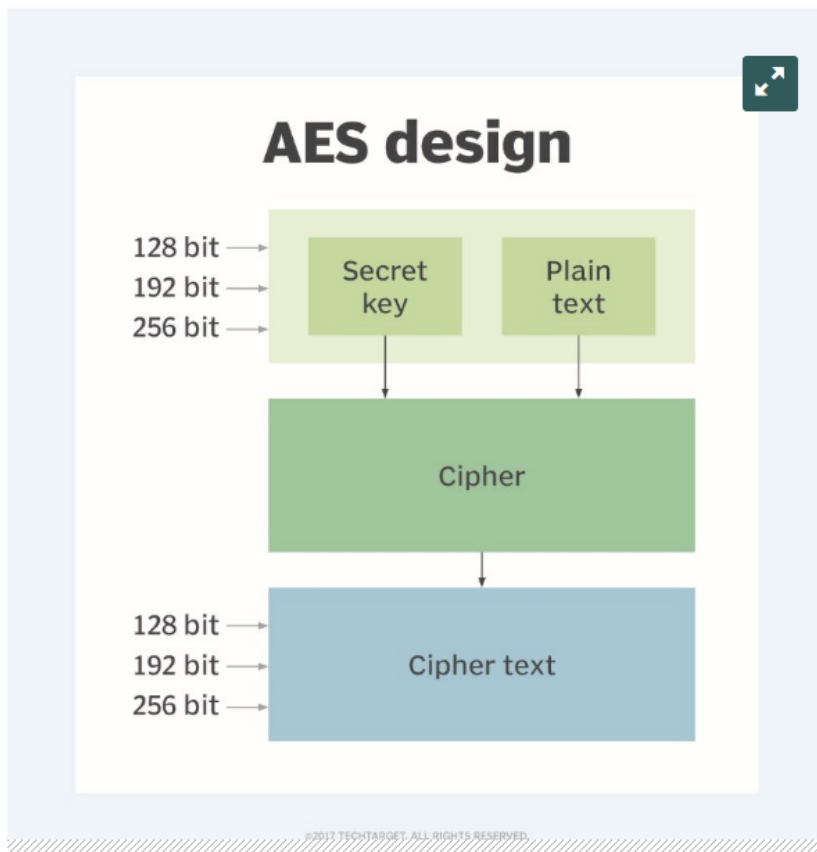 AES design
128 bit
192 bit
256 bit
Secret
key
Plain
text
Cipher
128 bit
192 bit
256 bit
Cipher text
©2017 TECHTARGET. ALL RIGHTS RESERVED.